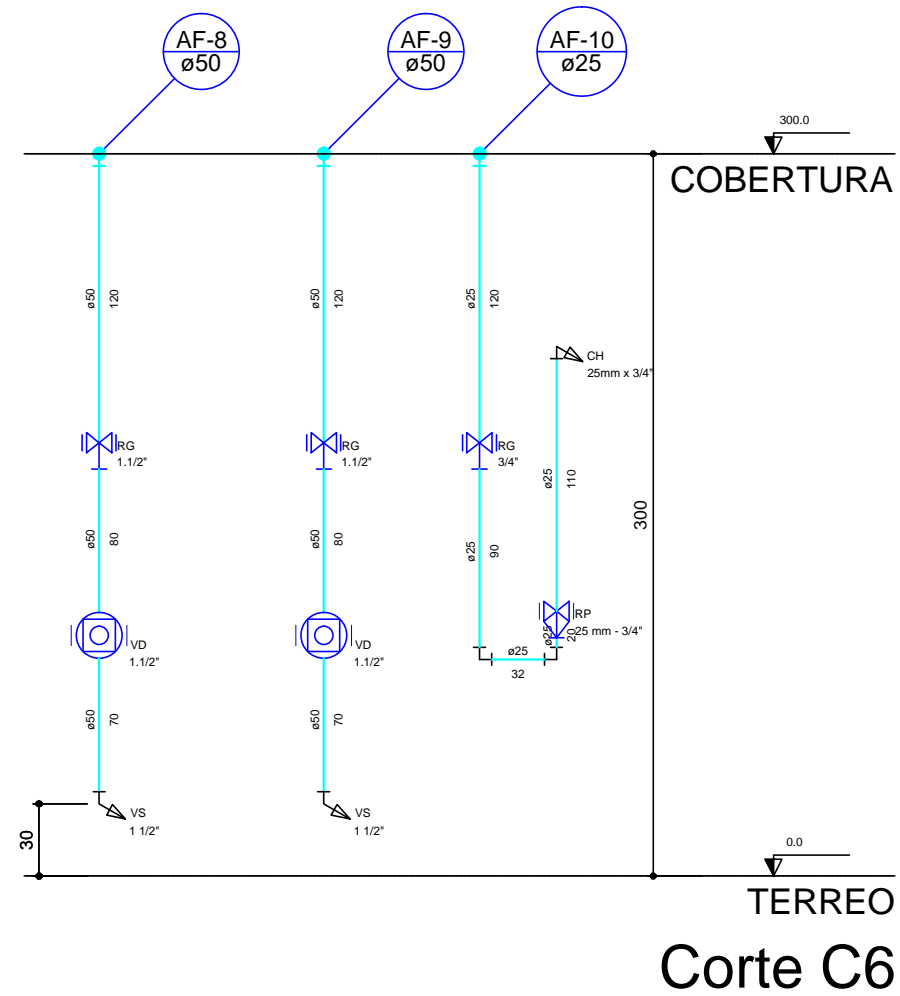 AF-8
ø50
AF-9
ø50
AF-10
ø25
300.0
COBERTURA
ø50
120
ø50
120
ø25
120
CH
25mm x 3/4"
RG
1.1/2"
RG
1.1/2"
RG
3/4"
ø25
110
300
ø50
80
ø50
80
ø25
90
RP
25 mm - 3/4"
ø25
20
VD
1.1/2"
VD
1.1/2"
ø25
32
ø50
70
ø50
70
VS
1 1/2"
VS
1 1/2"
30
0.0
TERREO
Corte C6